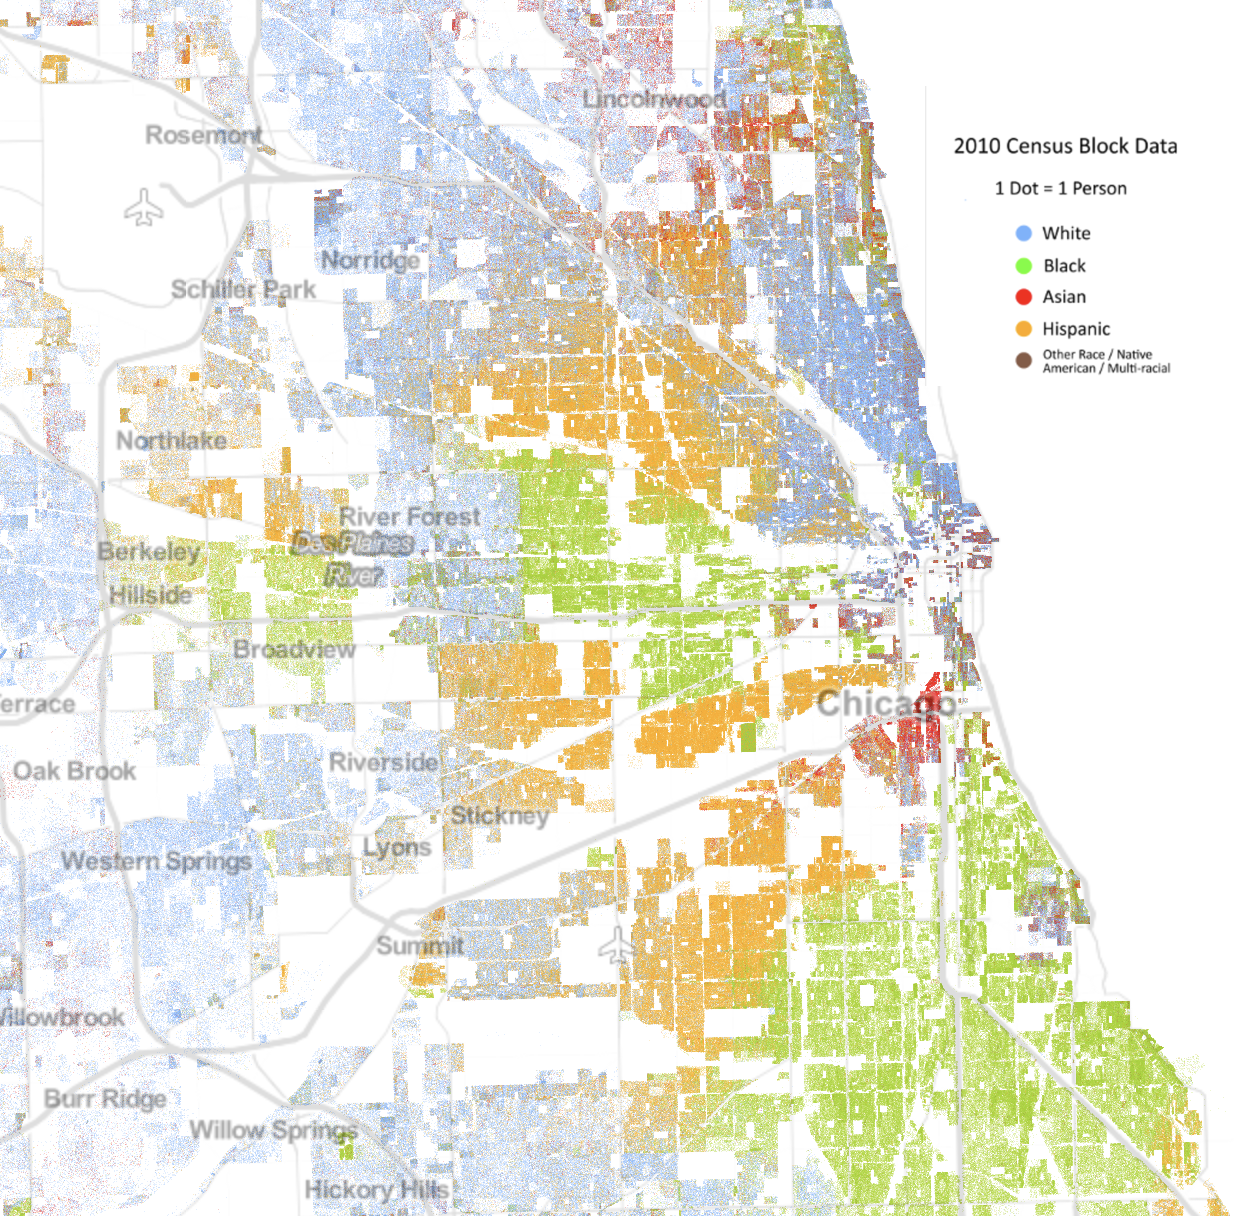 Lincolnwood
Rosemont
2010 Census Block Data
1 Dot = 1 Person
White
Norridge
Black
Schiller Park
Asian
Hispanic
Other Race / Native
American / Multi-racial
Northlake
River Forest
Des Plaines
River
Berkeley
Hillside
Broadview
Chicago
errace
Riverside
Oak Brook
Stickney
Lyons
Western Springs
Summit
illowbrook
Burr Ridge
Willow Springs
Hickory Hills